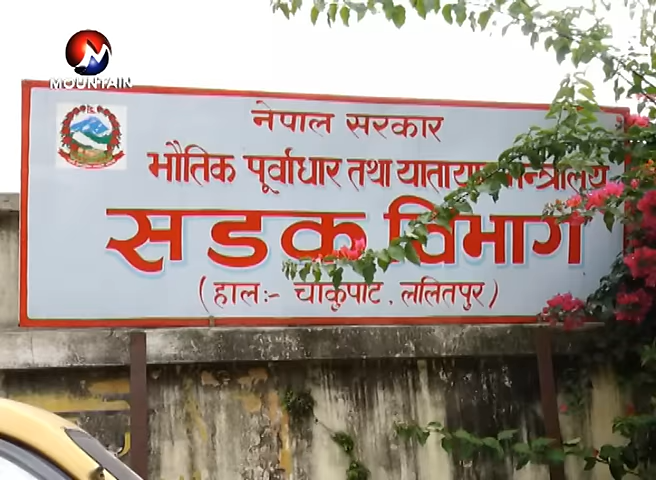 MOUNTAIN
नेपाल सरकार
भौतिक पूर्वाधार तथा यातायात मन्त्रालय
सडक विभाग
(हाल:- चाकुपाट, ललितपुर)